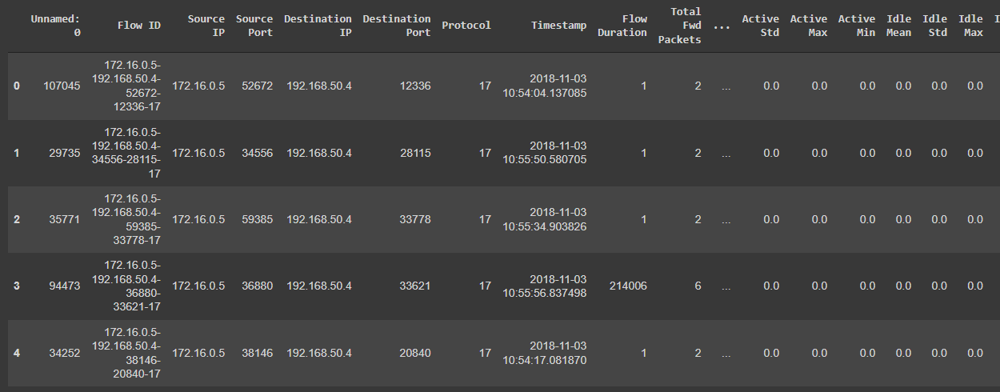 Unnamed: 0 Flow ID Source IP Source Port Destination IP Destination Port Protocol Timestamp Flow Duration Total Fwd Packets ... Active Std Active Max Active Min Idle Mean Idle Std Idle Max
0 107045 172.16.0.5-192.168.50.4-52672-12336-17 172.16.0.5 52672 192.168.50.4 12336 17 2018-11-03 10:54:04.137085 1 2 ... 0.0 0.0 0.0 0.0 0.0 0.0
1 29735 172.16.0.5-192.168.50.4-34556-28115-17 172.16.0.5 34556 192.168.50.4 28115 17 2018-11-03 10:55:50.580705 1 2 ... 0.0 0.0 0.0 0.0 0.0 0.0
2 35771 172.16.0.5-192.168.50.4-59385-33778-17 172.16.0.5 59385 192.168.50.4 33778 17 2018-11-03 10:55:34.903826 1 2 ... 0.0 0.0 0.0 0.0 0.0 0.0
3 94473 172.16.0.5-192.168.50.4-36880-33621-17 172.16.0.5 36880 192.168.50.4 33621 17 2018-11-03 10:55:56.837498 214006 6 ... 0.0 0.0 0.0 0.0 0.0 0.0
4 34252 172.16.0.5-192.168.50.4-38146-20840-17 172.16.0.5 38146 192.168.50.4 20840 17 2018-11-03 10:54:17.081870 1 2 ... 0.0 0.0 0.0 0.0 0.0 0.0